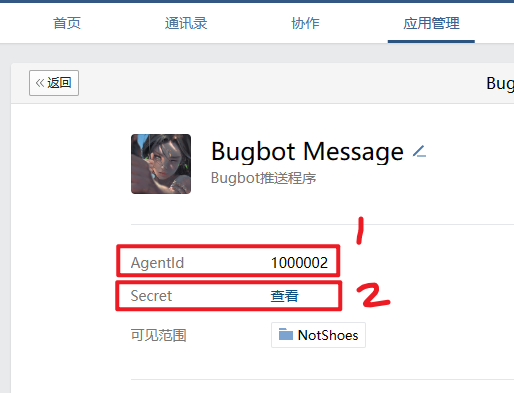 首页 通讯录 协作 应用管理
返回 Bug
Bugbot Message
Bugbot推送程序
1
AgentId 1000002
Secret 查看 2
可见范围 NotShoes